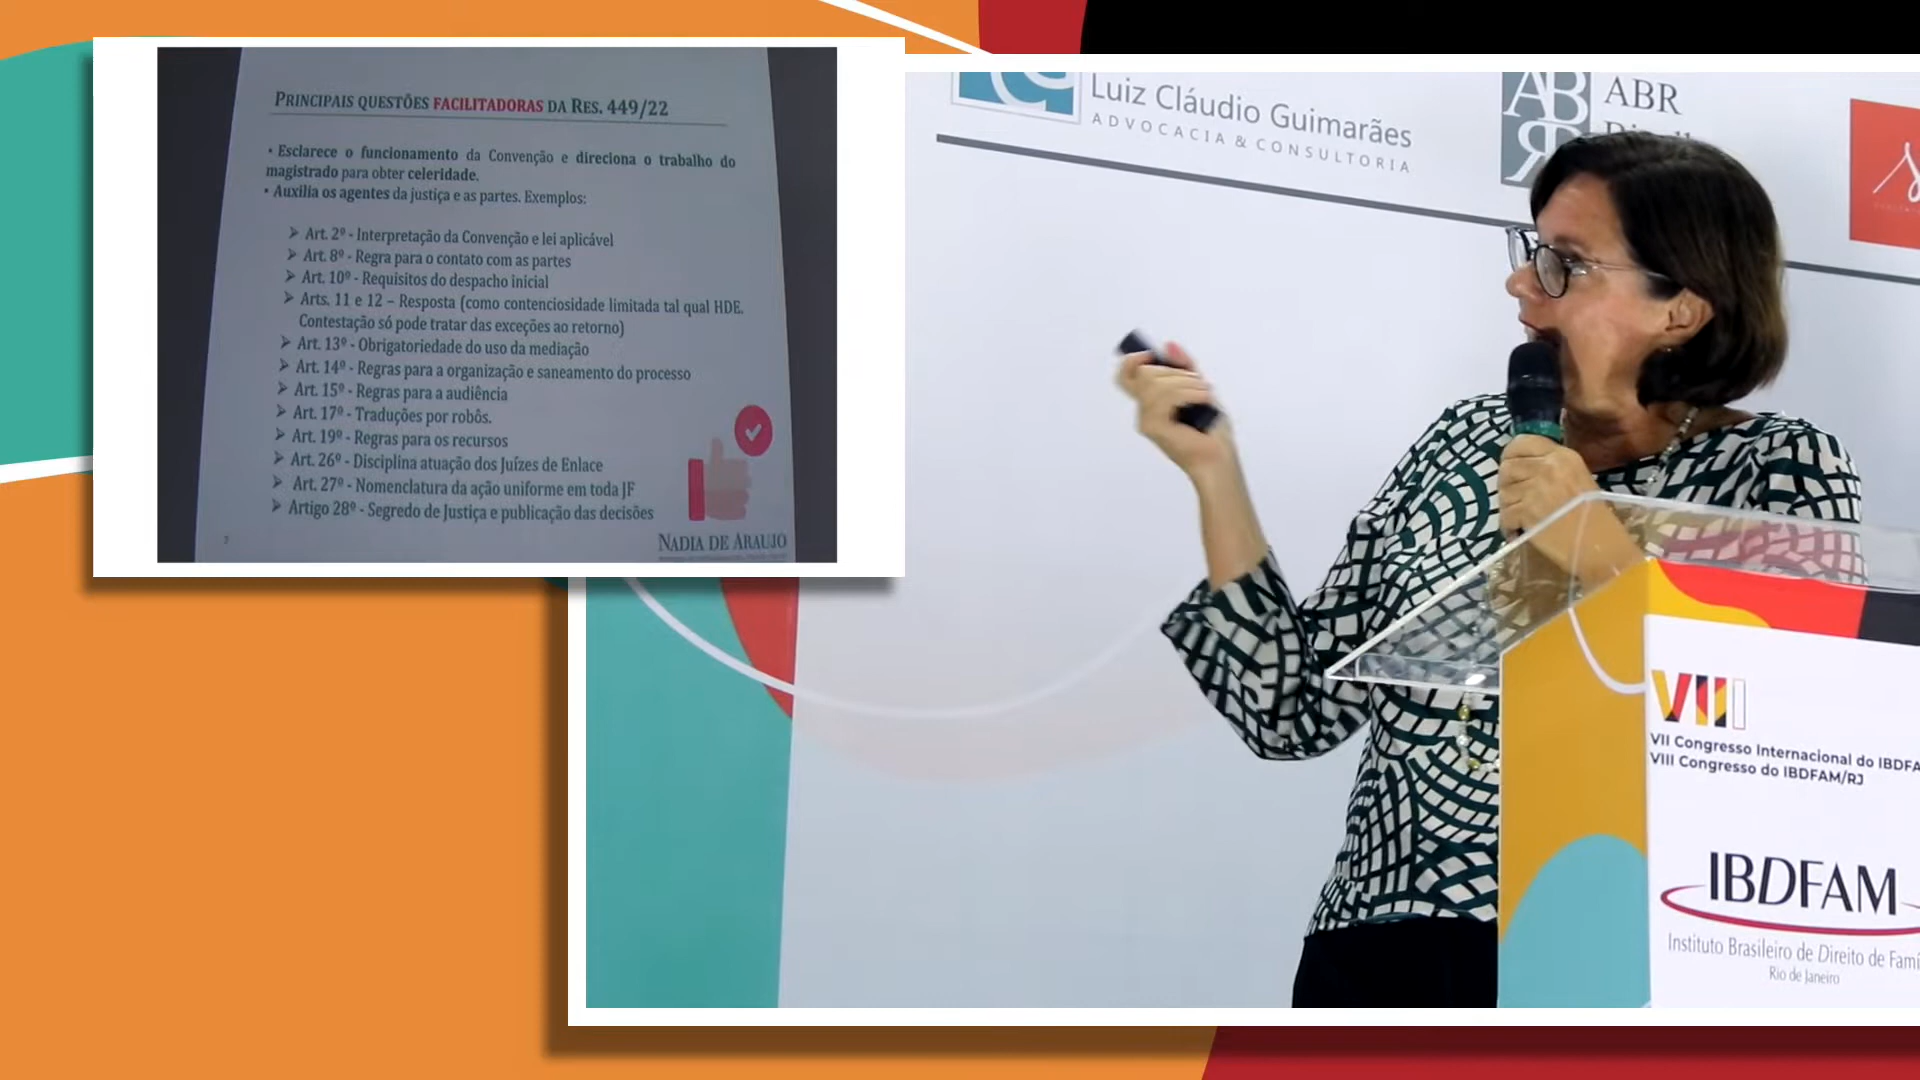 PRINCIPAIS QUESTÕES FACILITADORAS DA RES. 449/22
• Esclarece o funcionamento da Convenção e direciona o trabalho do
magistrado para obter celeridade.
• Auxilia os agentes da justiça e as partes. Exemplos:
➢ Art. 2º - Interpretação da Convenção e lei aplicável
➢ Art. 8º - Regra para o contato com as partes
➢ Art. 10º - Requisitos do despacho inicial
➢ Arts. 11 e 12 – Resposta (como contenciosidade limitada tal qual HDE.
Contestação só pode tratar das exceções ao retorno)
➢ Art. 13º - Obrigatoriedade do uso da mediação
➢ Art. 14º - Regras para a organização e saneamento do processo
➢ Art. 15º - Regras para a audiência
➢ Art. 17º - Traduções por robôs.
➢ Art. 19º - Regras para os recursos
➢ Art. 26º - Disciplina atuação dos Juízes de Enlace
➢ Art. 27º - Nomenclatura da ação uniforme em toda JF
➢ Artigo 28º - Segredo de Justiça e publicação das decisões
NADIA DE ARAUJO
Luiz Cláudio Guimarães
ADVOCACIA & CONSULTORIA
ABR
VIII
VII Congresso Internacional do IBDFA
VIII Congresso do IBDFAM/RJ
IBDFAM
Instituto Brasileiro de Direito de Famí
Rio de Janeiro